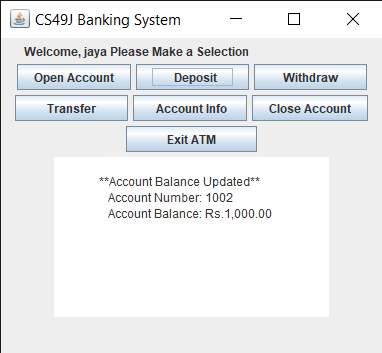 CS49J Banking System
Welcome, jaya Please Make a Selection
Open Account Deposit Withdraw
Transfer Account Info Close Account
Exit ATM
**Account Balance Updated**
Account Number: 1002
Account Balance: Rs.1,000.00